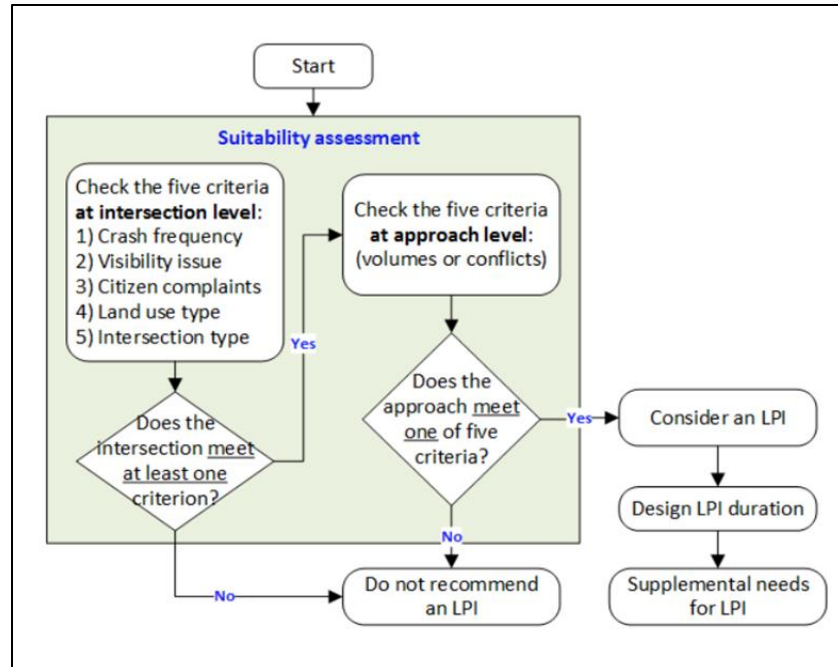 Start
Suitability assessment
Check the five criteria
at intersection level:
1) Crash frequency
2) Visibility issue
3) Citizen complaints
4) Land use type
5) Intersection type
Yes
Check the five criteria
at approach level:
(volumes or conflicts)
Does the
intersection meet
at least one
criterion?
Does the
approach meet
one of five
criteria?
Yes
Consider an LPI
Design LPI duration
Supplemental needs
for LPI
No
No
Do not recommend
an LPI